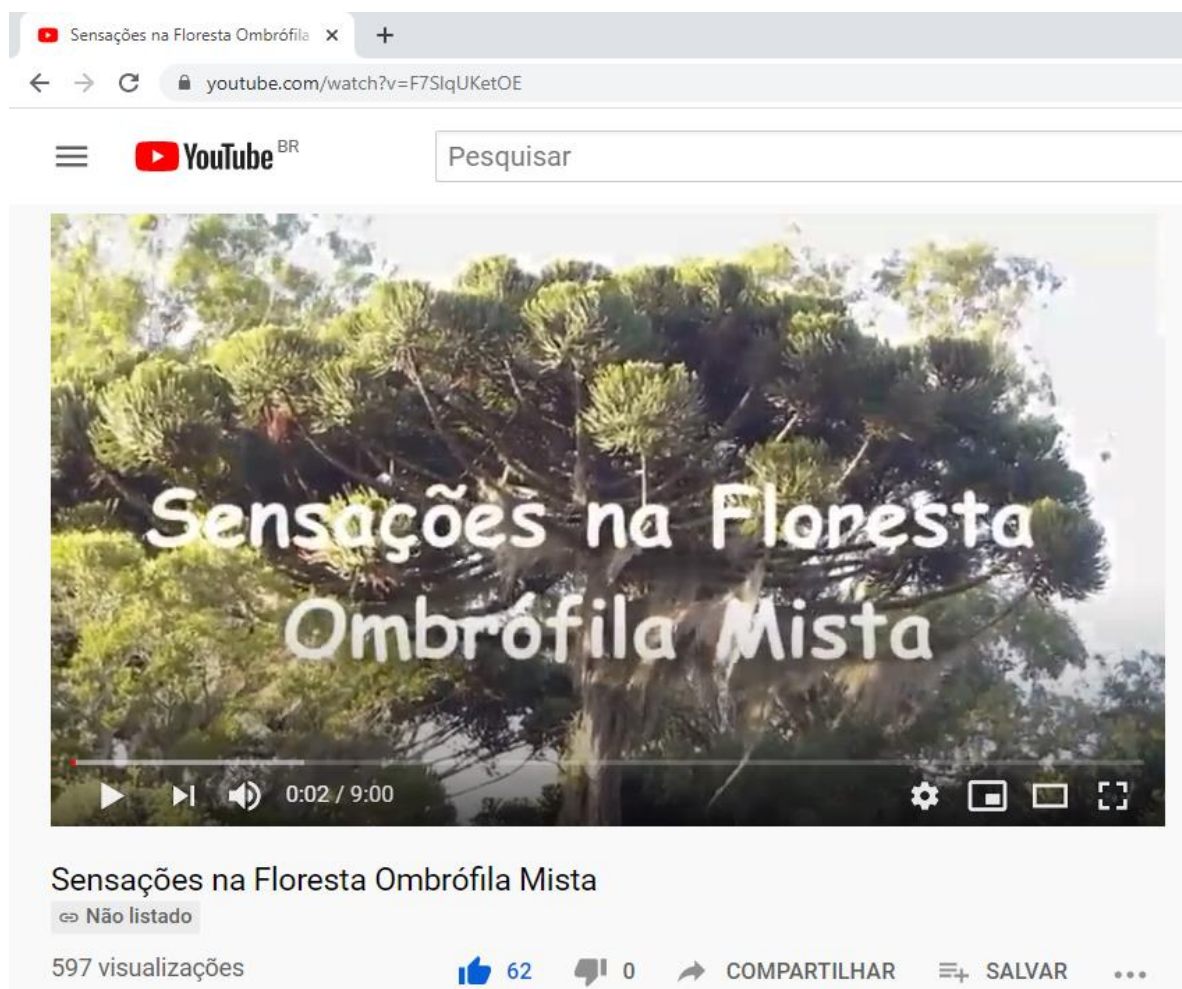 Sensações na Floresta Ombrófila
youtube.com/watch?v=F7SIqUKetOE
YouTube BR
Pesquisar
Sensações na Floresta
Ombrófila Mista
0:02 / 9:00
Sensações na Floresta Ombrófila Mista
Não listado
597 visualizações 62 0 COMPARTILHAR SALVAR